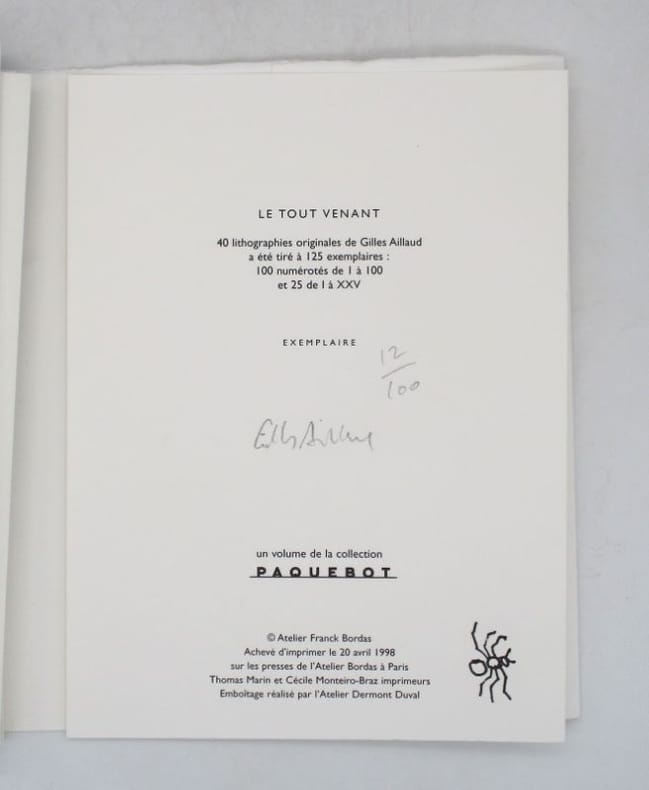 LE TOUT VENANT
40 lithographies originales de Gilles Aillaud
a été tiré à 125 exemplaires :
100 numérotés de 1 à 100
et 25 de I à XXV
EXEMPLAIRE
12
100
Gilles Aillaud
un volume de la collection
PAQUEBOT
© Atelier Franck Bordas
Achevé d'imprimer le 20 avril 1998
sur les presses de l'Atelier Bordas à Paris
Thomas Marin et Cécile Monteiro-Braz imprimeurs
Emboîtage réalisé par l'Atelier Dermont Duval